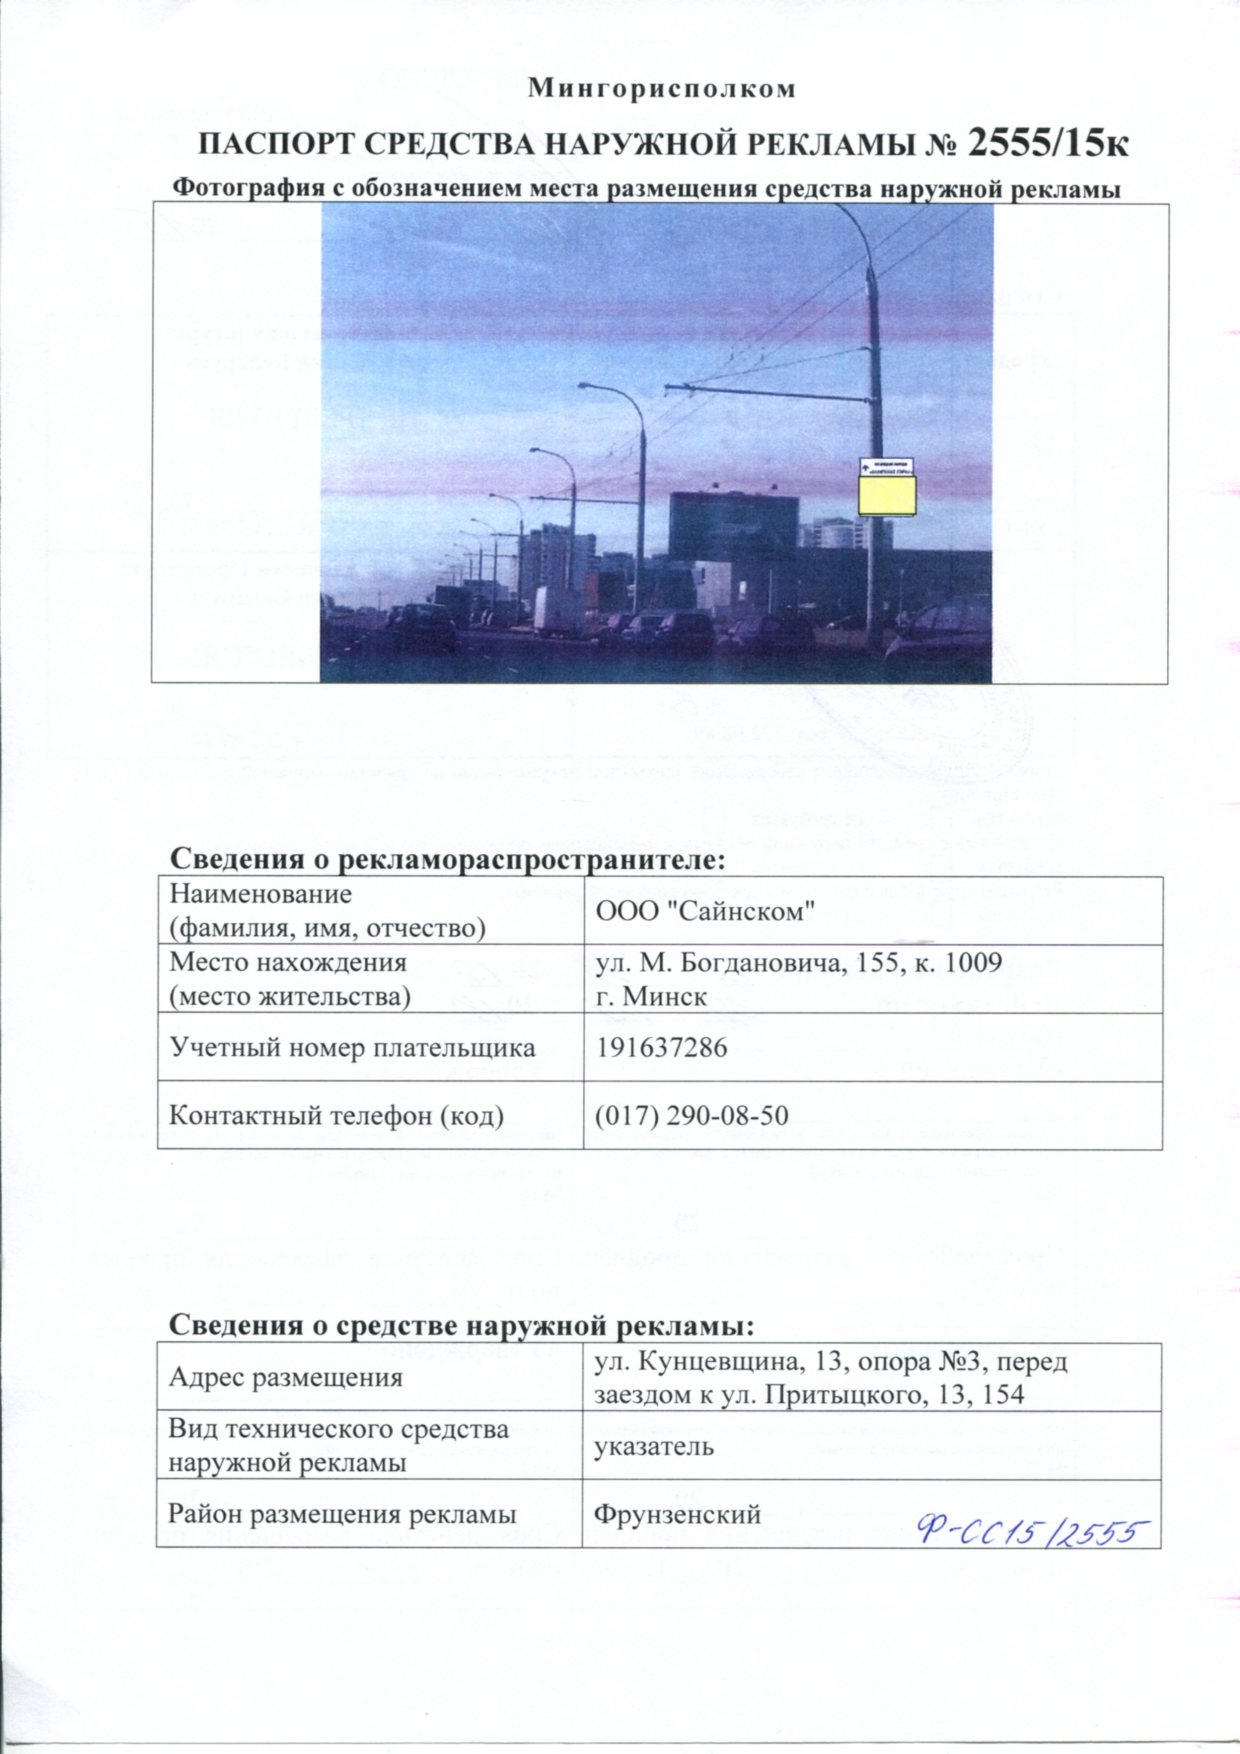 Мингорисполком
ПАСПОРТ СРЕДСТВА НАРУЖНОЙ РЕКЛАМЫ № 2555/15к
Фотография с обозначением места размещения средства наружной рекламы
Сведения о рекламораспространителе:
Наименование
(фамилия, имя, отчество)
ООО "Сайнском"
Место нахождения
(место жительства)
ул. М. Богдановича, 155, к. 1009
г. Минск
Учетный номер плательщика
191637286
Контактный телефон (код)
(017) 290-08-50
Сведения о средстве наружной рекламы:
Адрес размещения
ул. Кунцевщина, 13, опора №3, перед
заездом к ул. Притыцкого, 13, 154
Вид технического средства
наружной рекламы
указатель
Район размещения рекламы
Фрунзенский
Ф-СС15/2555